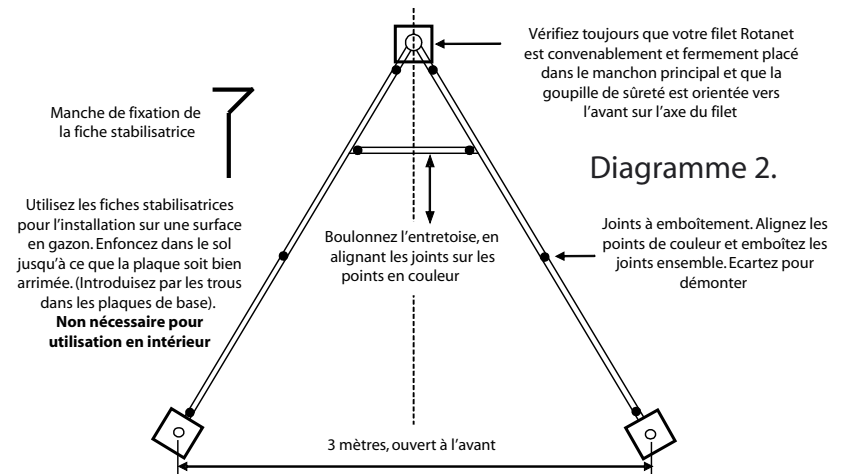 Vérifiez toujours que votre filet Rotanet
est convenablement et fermement placé
dans le manchon principal et que la
goupille de sûreté est orientée vers
l'avant sur l'axe du filet
Manche de fixation de
la fiche stabilisatrice
Diagramme 2.
Utilisez les fiches stabilisatrices
pour l'installation sur une surface
en gazon. Enfoncez dans le sol
jusqu'à ce que la plaque soit bien
arrimée. (Introduisez par les trous
dans les plaques de base).
Non nécessaire pour
utilisation en intérieur
Boulonnez l'entretoise, en
alignant les joints sur les
points en couleur
Joints à emboîtement. Alignez les
points de couleur et emboîtez les
joints ensemble. Ecartez pour
démonter
3 mètres, ouvert à l'avant